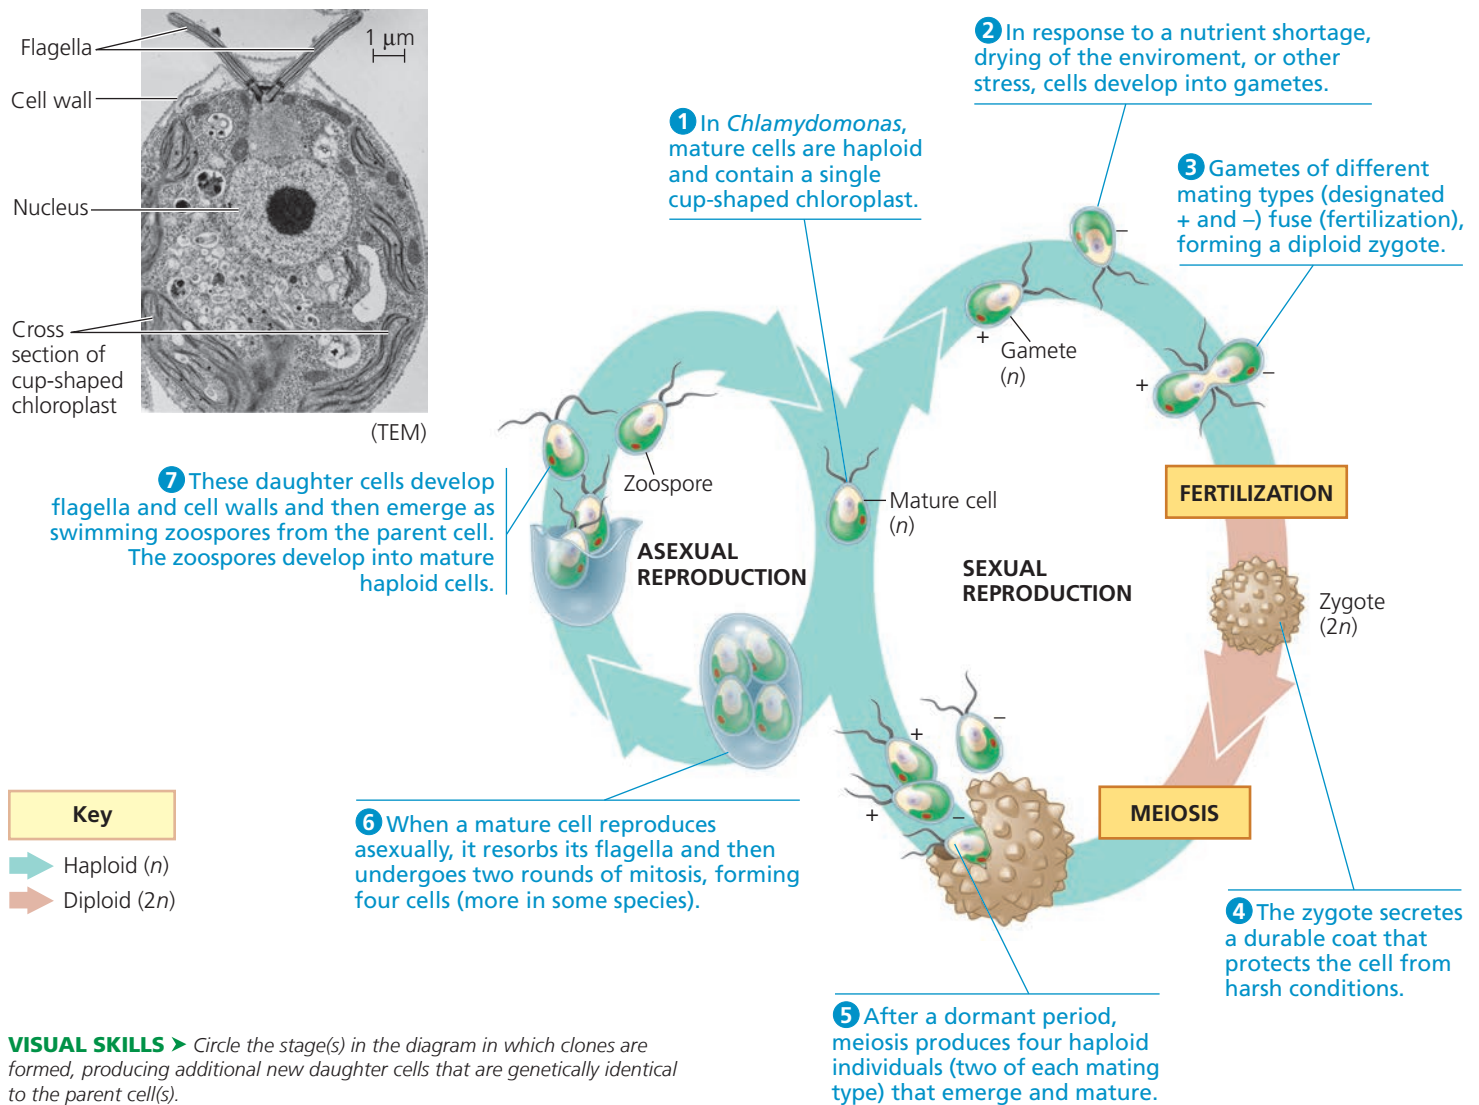 Flagella
1 µm
Cell wall
Nucleus
Cross
section of
cup-shaped
chloroplast
(TEM)
1 In Chlamydomonas,
mature cells are haploid
and contain a single
cup-shaped chloroplast.
2 In response to a nutrient shortage,
drying of the enviroment, or other
stress, cells develop into gametes.
3 Gametes of different
mating types (designated
+ and –) fuse (fertilization),
forming a diploid zygote.
–
+
Gamete
(n)
+
–
7 These daughter cells develop
flagella and cell walls and then emerge as
swimming zoospores from the parent cell.
The zoospores develop into mature
haploid cells.
Zoospore
ASEXUAL
REPRODUCTION
Mature cell
(n)
SEXUAL
REPRODUCTION
FERTILIZATION
Zygote
(2n)
+
–
+
–
MEIOSIS
Key
Haploid (n)
Diploid (2n)
6 When a mature cell reproduces
asexually, it resorbs its flagella and then
undergoes two rounds of mitosis, forming
four cells (more in some species).
4 The zygote secretes
a durable coat that
protects the cell from
harsh conditions.
5 After a dormant period,
meiosis produces four haploid
individuals (two of each mating
type) that emerge and mature.
VISUAL SKILLS ➤ Circle the stage(s) in the diagram in which clones are
formed, producing additional new daughter cells that are genetically identical
to the parent cell(s).